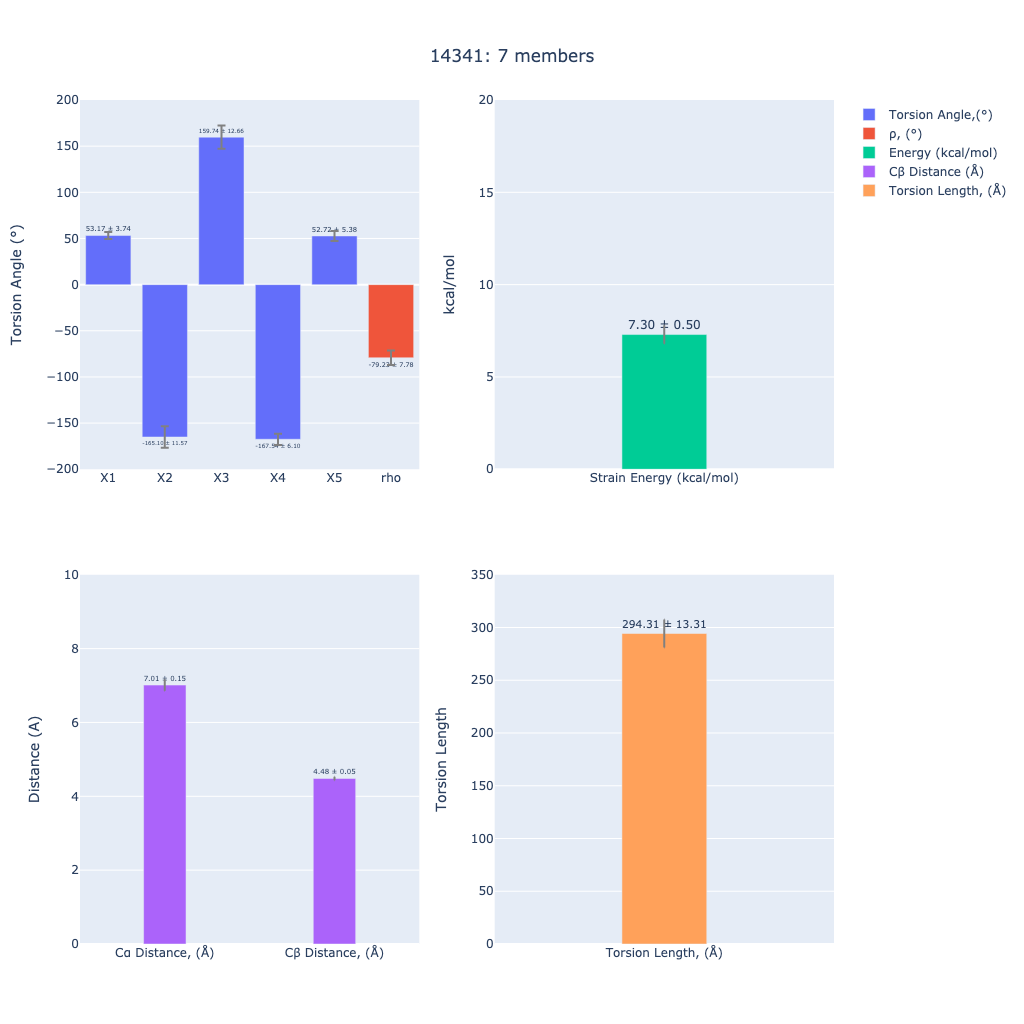 14341: 7 members
200
150
100
50
0
−50
−100
−150
−200
Torsion Angle (°)
53.17 ± 3.74
-165.10 ± 11.57
159.74 ± 12.66
52.72 ± 5.38
-79.23 ± 7.78
X1
X2
X3
X4
X5
rho
20
15
10
5
0
kcal/mol
7.30 ± 0.50
Strain Energy (kcal/mol)
Torsion Angle,(°)
ρ, (°)
Energy (kcal/mol)
Cβ Distance (Å)
Torsion Length, (Å)
10
8
6
4
2
0
Distance (A)
7.01 ± 0.15
4.48 ± 0.05
Cα Distance, (Å)
Cβ Distance, (Å)
350
300
250
200
150
100
50
0
Torsion Length
294.31 ± 13.31
Torsion Length, (Å)